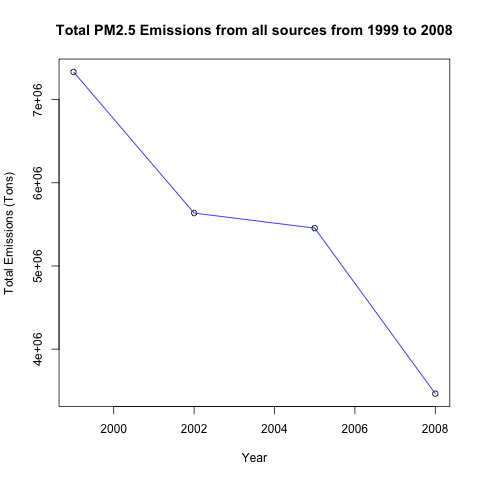 Total PM2.5 Emissions from all sources from 1999 to 2008
Total Emissions (Tons)
7e+06
6e+06
5e+06
4e+06
2000 2002 2004 2006 2008
Year